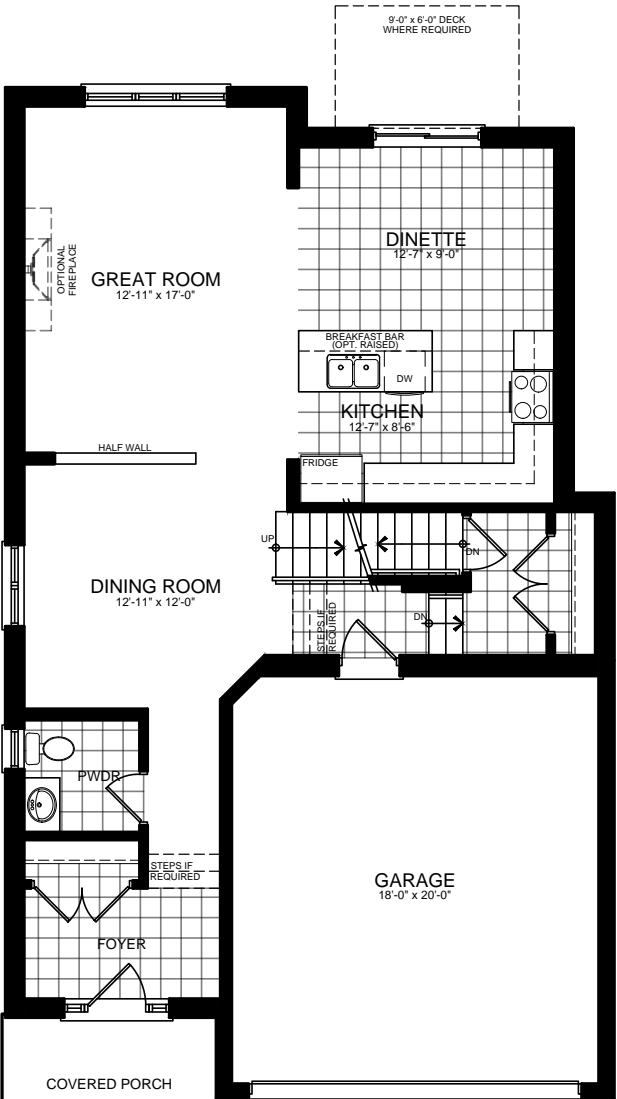 9'-0" x 6'-0" DECK
WHERE REQUIRED
DINETTE
12'-7" x 9'-0"
OPTIONAL
FIREPLACE
GREAT ROOM
12'-11" x 17'-0"
BREAKFAST BAR
(OPT. RAISED)
DW
KITCHEN
12'-7" x 8'-6"
HALF WALL
FRIDGE
UP
DN
DINING ROOM
12'-11" x 12'-0"
STEPS IF
REQUIRED
DN
PWDR
STEPS IF
REQUIRED
GARAGE
18'-0" x 20'-0"
FOYER
COVERED PORCH